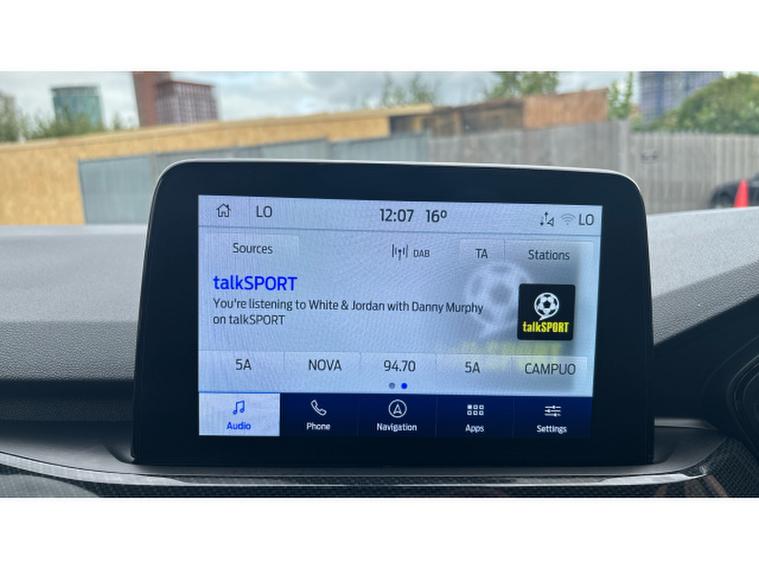 LO 12:07 16º LO
Sources DAB TA Stations
talkSPORT
You're listening to White & Jordan with Danny Murphy
on talkSPORT
talkSPORT
5A NOVA 94.70 5A CAMPUO
Audio Phone Navigation Apps Settings